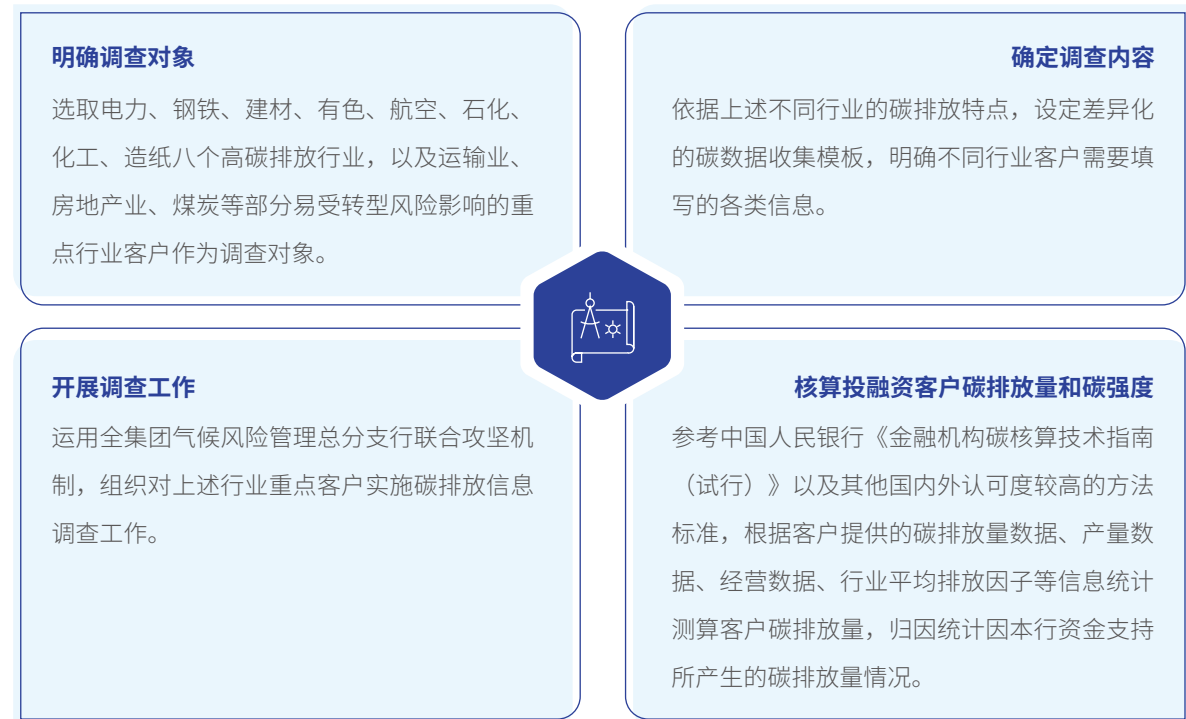 明确调查对象
选取电力、钢铁、建材、有色、航空、石化、
化工、造纸八个高碳排放行业，以及运输业、
房地产业、煤炭等部分易受转型风险影响的重
点行业客户作为调查对象。
确定调查内容
依据上述不同行业的碳排放特点，设定差异化
的碳数据收集模板，明确不同行业客户需要填
写的各类信息。
开展调查工作
运用全集团气候风险管理总分支行联合攻坚机
制，组织对上述行业重点客户实施碳排放信息
调查工作。
核算投融资客户碳排放量和碳强度
参考中国人民银行《金融机构碳核算技术指南
（试行）》以及其他国内外认可度较高的方法
标准，根据客户提供的碳排放量数据、产量数
据、经营数据、行业平均排放因子等信息统计
测算客户碳排放量，归因统计因本行资金支持
所产生的碳排放量情况。